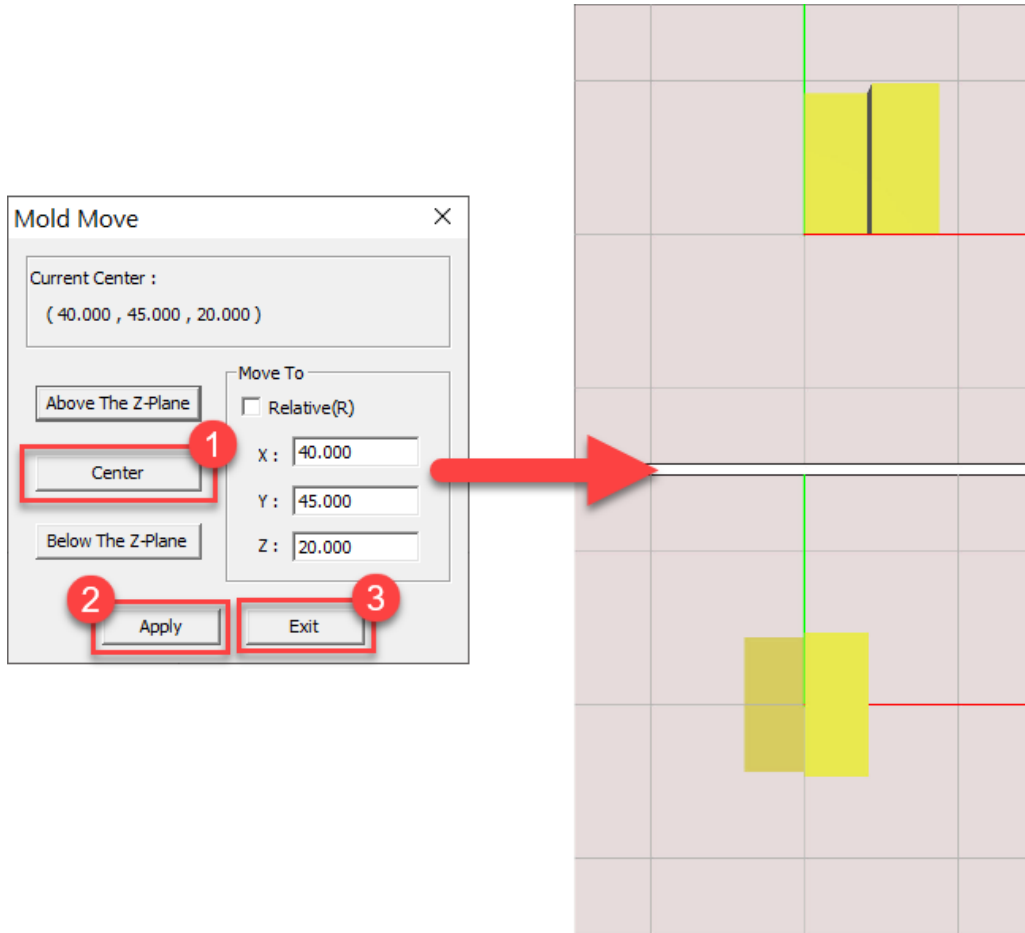 Mold Move
Current Center :
( 40.000 , 45.000 , 20.000 )
Above The Z-Plane
1
Center
Below The Z-Plane
Move To
Relative(R)
X : 40.000
Y : 45.000
Z : 20.000
2
Apply
3
Exit